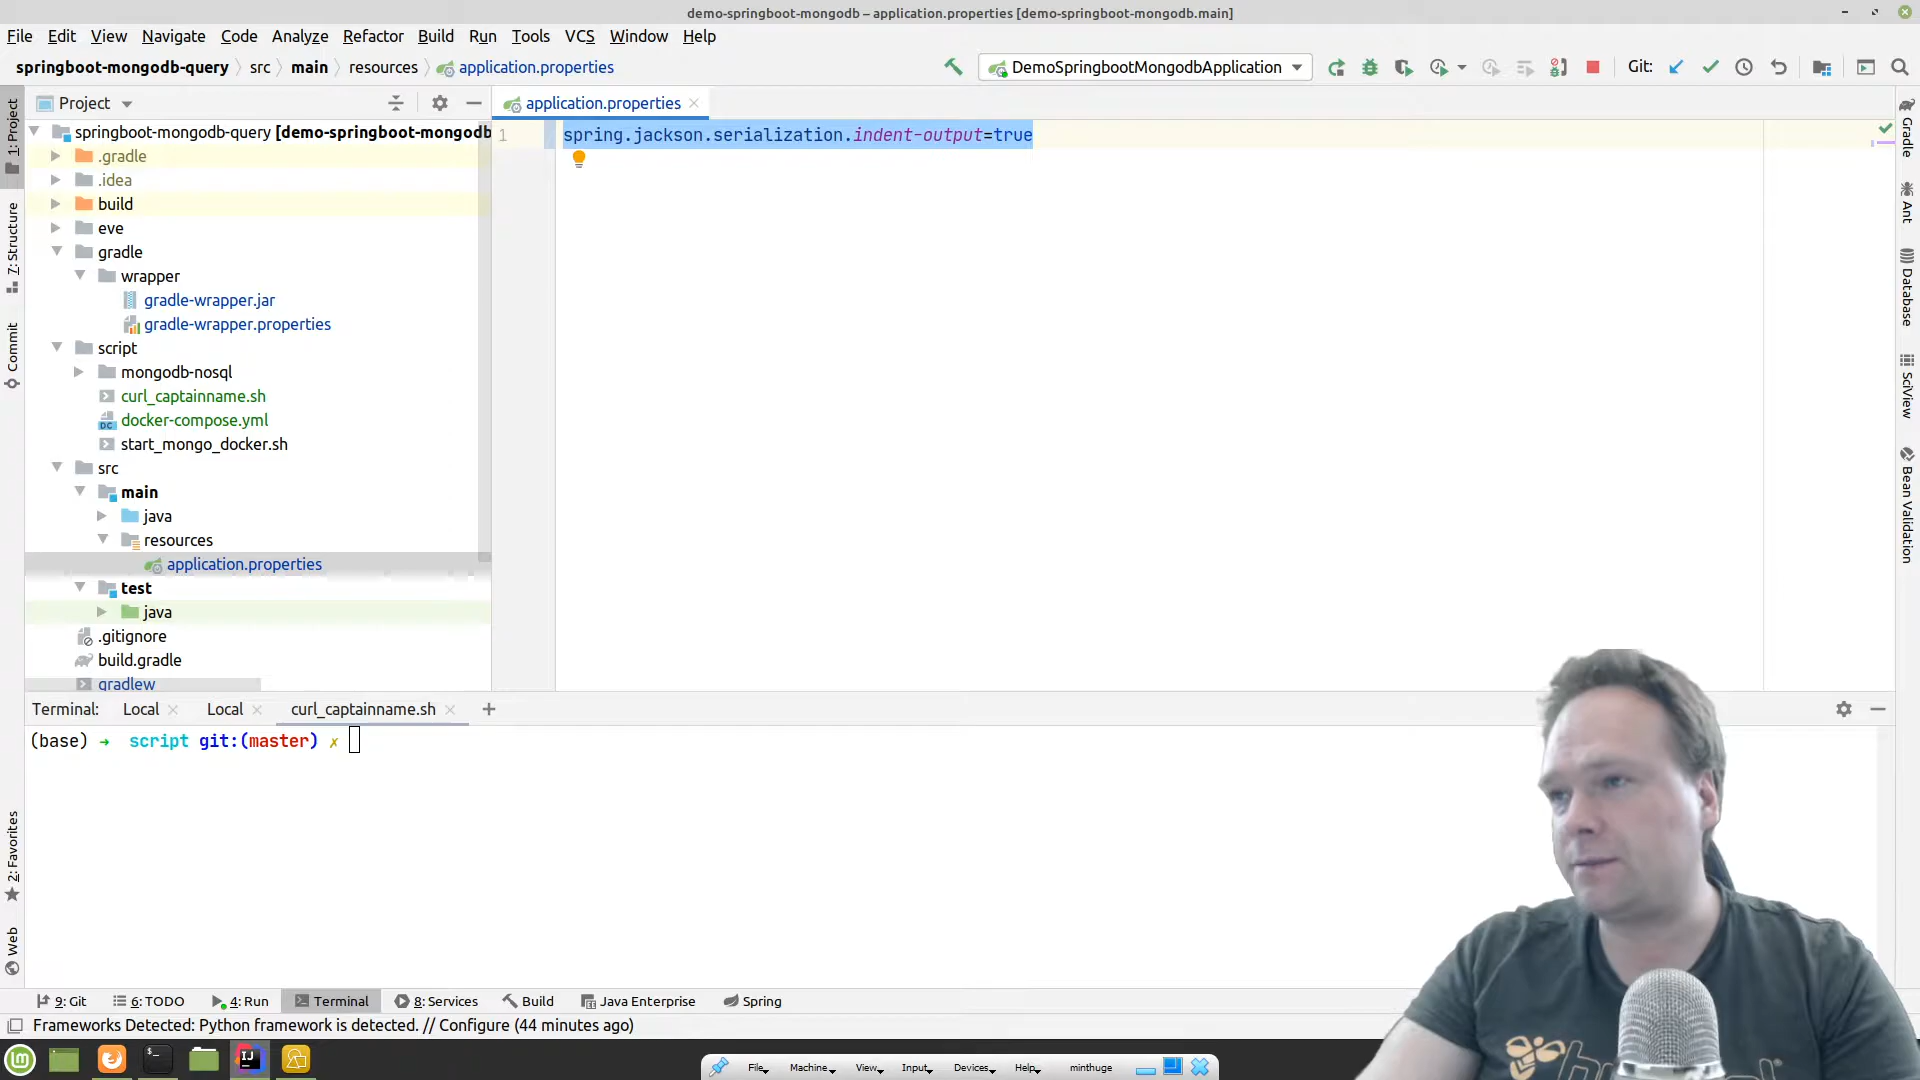 demo-springboot-mongodb – application.properties [demo-springboot-mongodb.main]
File Edit View Navigate Code Analyze Refactor Build Run Tools VCS Window Help
springboot-mongodb-query src main resources application.properties DemoSpringbootMongodbApplication Git:
Project
application.properties
1: Project
7: Structure
Commit
2: Favorites
Web
springboot-mongodb-query [demo-springboot-mongodb
.gradle
.idea
build
eve
gradle
wrapper
gradle-wrapper.jar
gradle-wrapper.properties
script
mongodb-nosql
curl_captainname.sh
docker-compose.yml
start_mongo_docker.sh
src
main
java
resources
application.properties
test
java
.gitignore
build.gradle
gradlew
1 spring.jackson.serialization.indent-output=true
Gradle
Ant
Database
SciView
Bean Validation
Terminal: Local Local curl_captainname.sh
(base) → script git:(master) ✗
9: Git 6: TODO 4: Run Terminal 8: Services Build Java Enterprise Spring
Frameworks Detected: Python framework is detected. // Configure (44 minutes ago)
File Machine View Input Devices Help minthuge